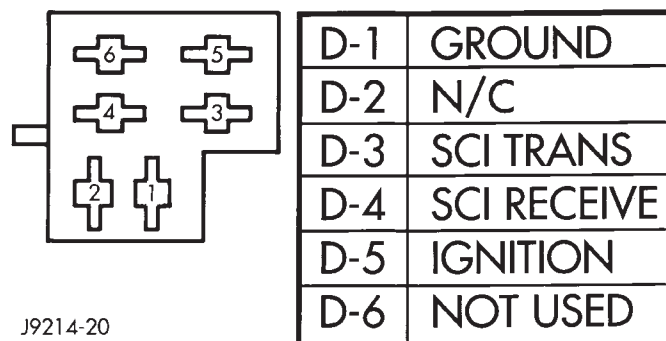 6 5
4 3
2 1
J9214-20
D-1 GROUND
D-2 N/C
D-3 SCI TRANS
D-4 SCI RECEIVE
D-5 IGNITION
D-6 NOT USED